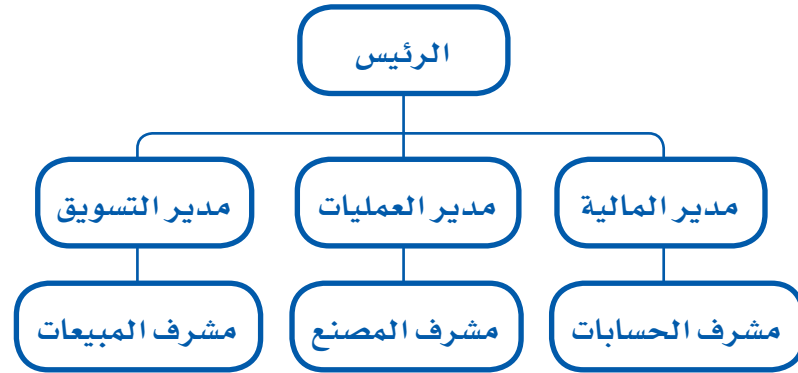 الرئيس
مدير المالية
مدير العمليات
مدير التسويق
مشرف الحسابات
مشرف المصنع
مشرف المبيعات